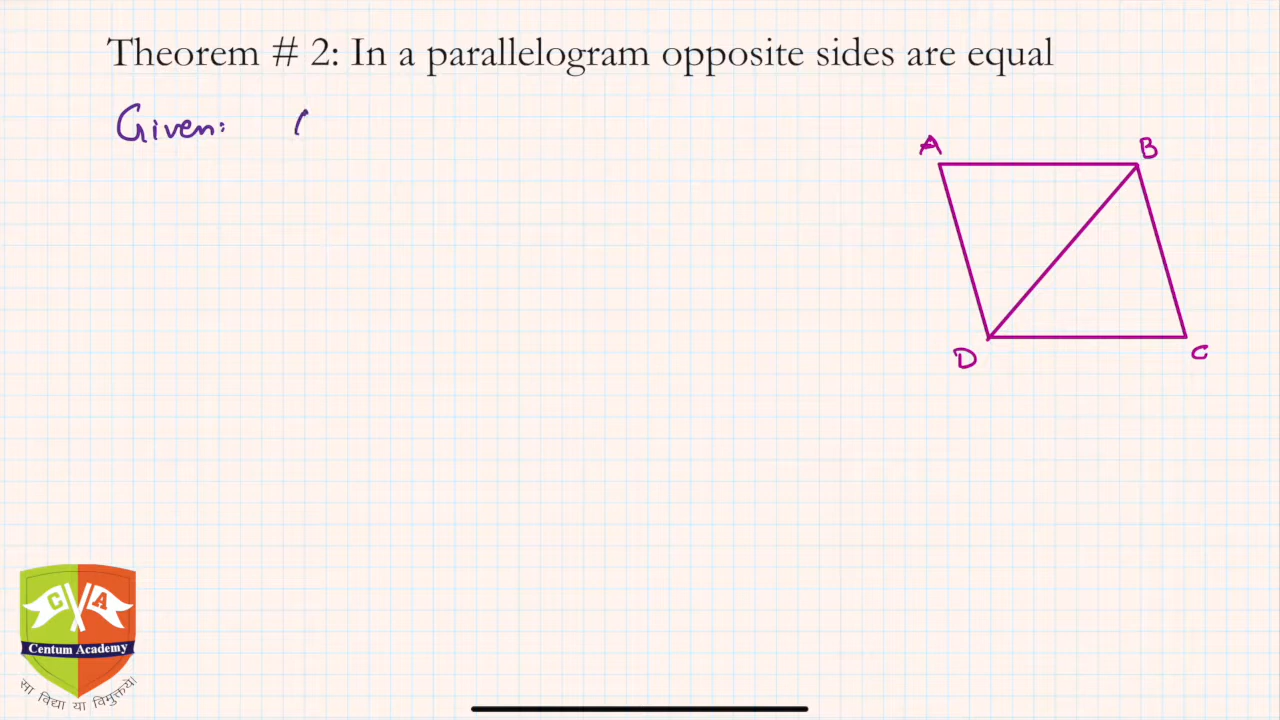 Theorem # 2: In a parallelogram opposite sides are equal
Given: (
A
B
D
C
C A
Centum Academy
सा विद्या या विमुक्तये।